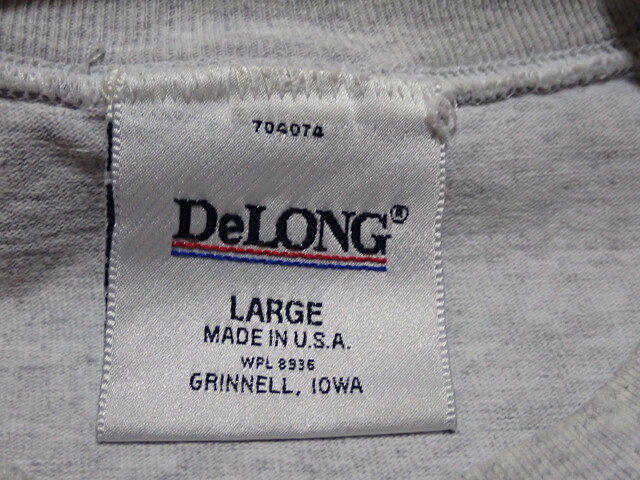 704074
DeLONG®
LARGE
MADE IN U.S.A.
WPL 8936
GRINNELL, IOWA